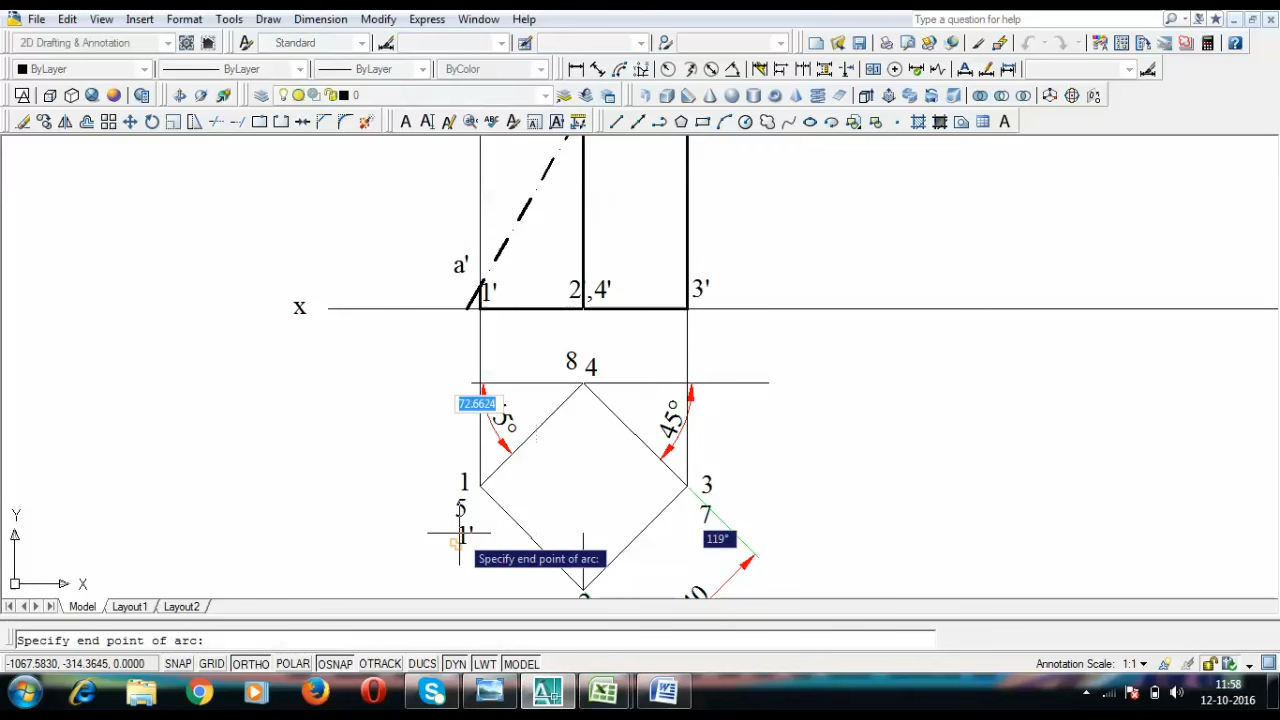 File Edit View Insert Format Tools Draw Dimension Modify Express Window Help Type a question for help
2D Drafting & Annotation Standard
ByLayer ByLayer ByLayer ByColor
0
a'
1' 2 ,4' 3'
x
8 4
72.6624
5° 45°
1 3
5 7
1' 119°
Specify end point of arc:
Y
X
Model Layout1 Layout2
Specify end point of arc:
-1067.5830, -314.3645, 0.0000 SNAP GRID ORTHO POLAR OSNAP OTRACK DUCS DYN LWT MODEL Annotation Scale: 1:1
11:58
12-10-2016